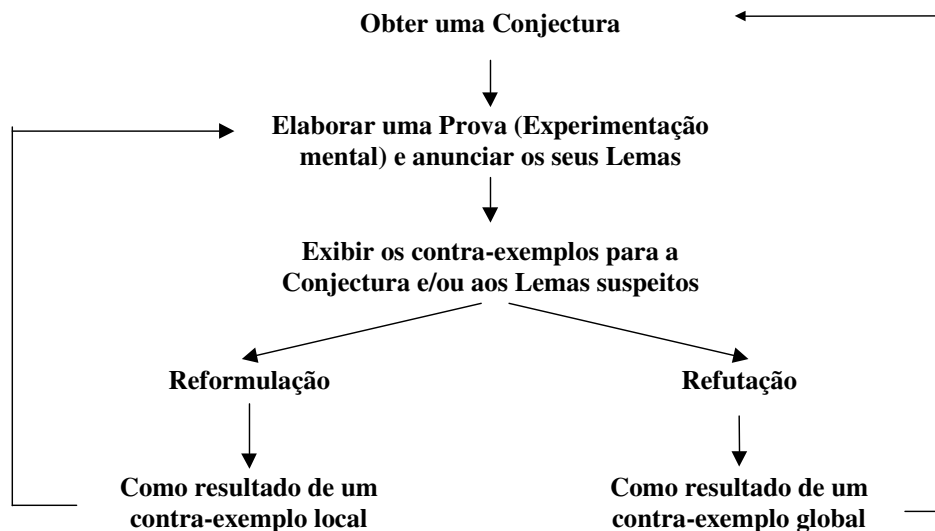 Obter uma Conjectura
Elaborar uma Prova (Experimentação
mental) e anunciar os seus Lemas
Exibir os contra-exemplos para a
Conjectura e/ou aos Lemas suspeitos
Reformulação
Refutação
Como resultado de um
contra-exemplo local
Como resultado de um
contra-exemplo global